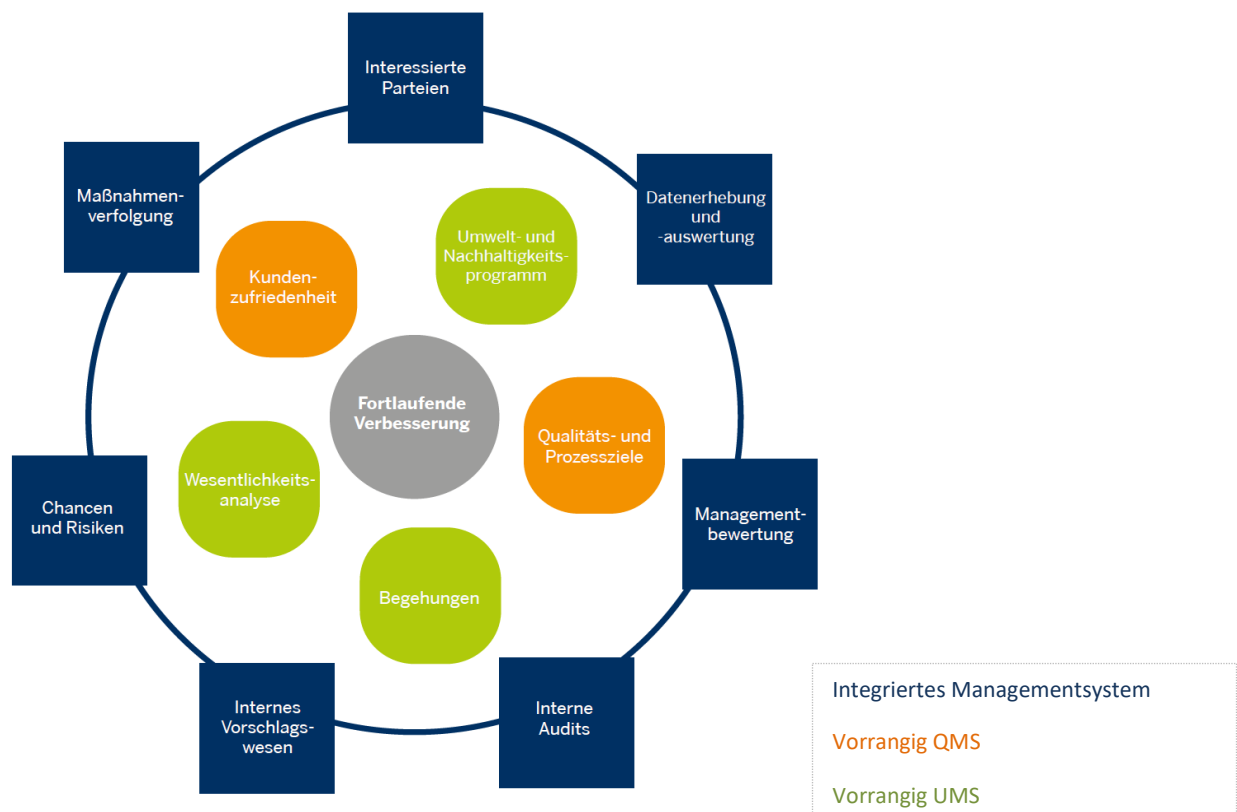 Interessierte
Parteien
Maßnahmen-
verfolgung
Datenerhebung
und
-auswertung
Umwelt- und
Nachhaltigkeits-
programm
Kunden-
zufriedenheit
Fortlaufende
Verbesserung
Qualitäts- und
Prozessziele
Wesentlichkeits-
analyse
Chancen
und Risiken
Management-
bewertung
Begehungen
Internes
Vorschlags-
wesen
Interne
Audits
Integriertes Managementsystem
Vorrangig QMS
Vorrangig UMS